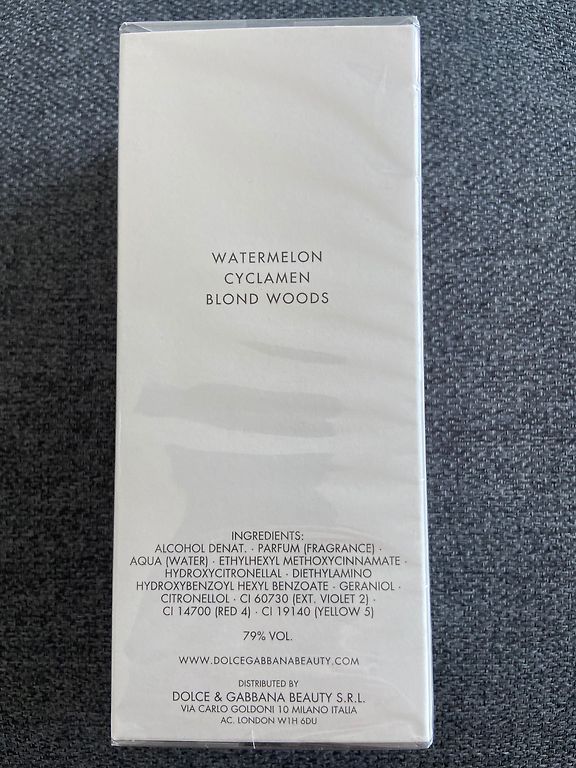 WATERMELON
CYCLAMEN
BLOND WOODS
INGREDIENTS:
ALCOHOL DENAT. · PARFUM (FRAGRANCE) ·
AQUA (WATER) · ETHYLHEXYL METHOXYCINNAMATE ·
HYDROXYCITRONELLAL · DIETHYLAMINO
HYDROXYBENZOYL HEXYL BENZOATE · GERANIOL ·
CITRONELLOL · CI 60730 (EXT. VIOLET 2) ·
CI 14700 (RED 4) · CI 19140 (YELLOW 5)
79% VOL.
WWW.DOLCEGABBANABEAUTY.COM
DISTRIBUTED BY
DOLCE & GABBANA BEAUTY S.R.L.
VIA CARLO GOLDONI 10 MILANO ITALIA
AC. LONDON W1H 6DU